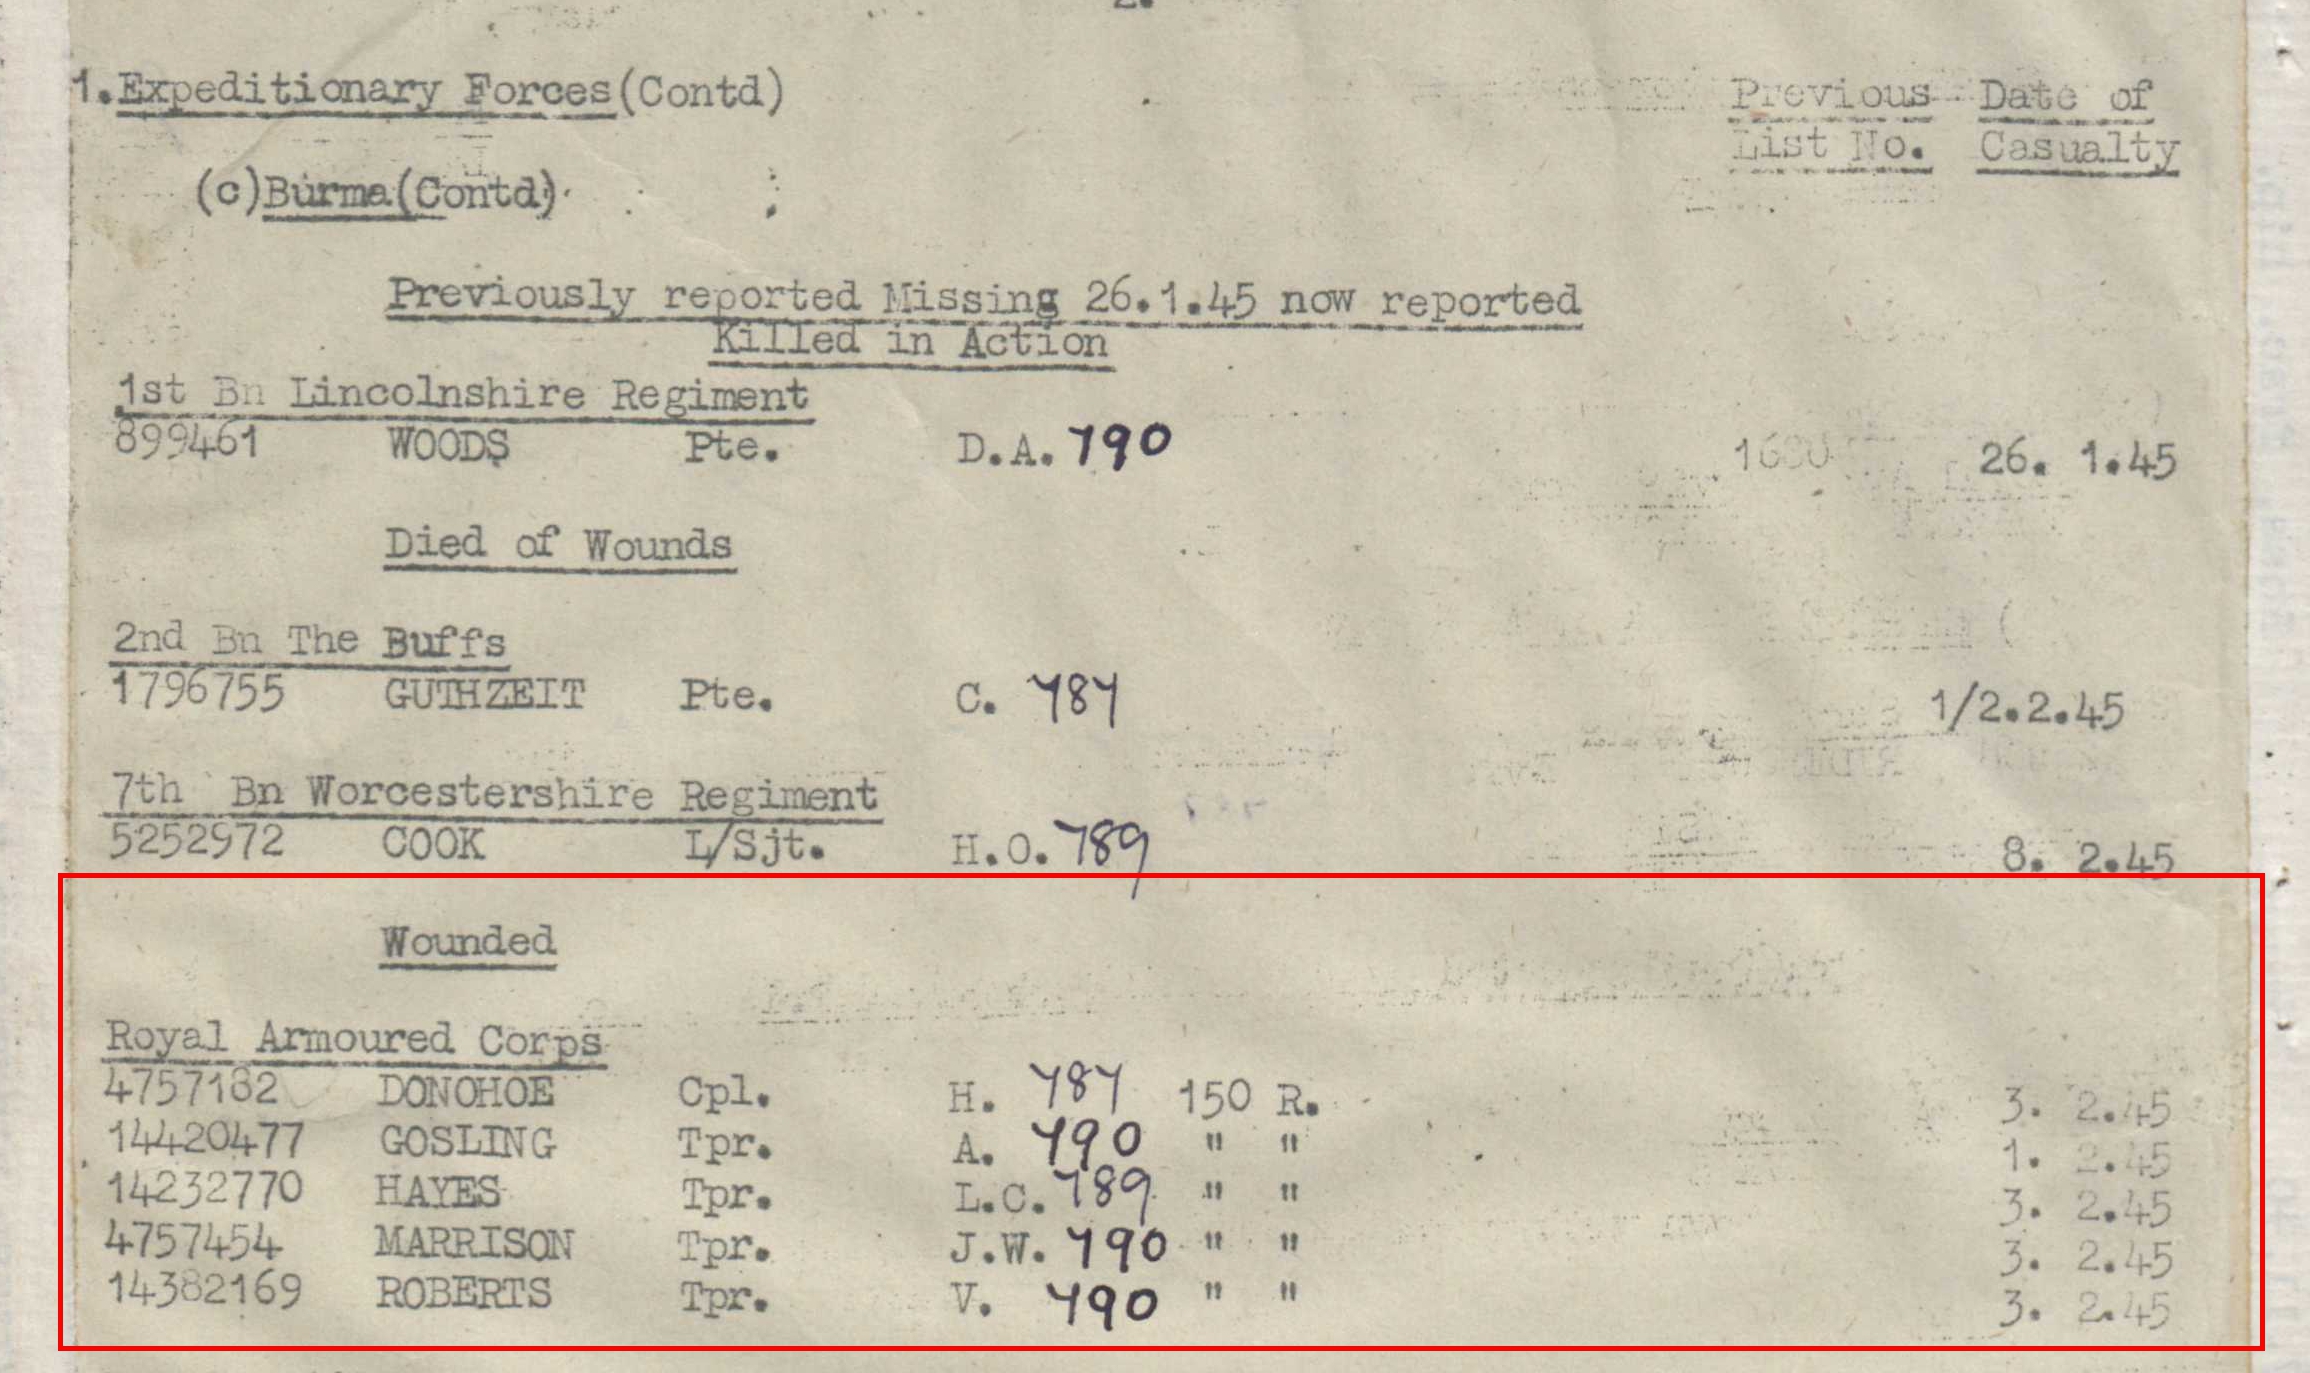 2.
1.Expeditionary Forces(Contd) Previous Date of
List No. Casualty
(c)Burma(Contd)
Previously reported Missing 26.1.45 now reported
Killed in Action
1st Bn Lincolnshire Regiment
899461 WOODS Pte. D.A. 790 26. 1.45
Died of Wounds
2nd Bn The Buffs
1796755 GUTHZEIT Pte. C. 787 1/2.2.45
7th Bn Worcestershire Regiment
5252972 COOK L/Sjt. H.O. 789 8. 2.45
Wounded
Royal Armoured Corps
4757182 DONOHOE Cpl. H. 787 150 R. 3. 2.45
14420477 GOSLING Tpr. A. 790 " " 1. 2.45
14232770 HAYES Tpr. L.C. 789 " " 3. 2.45
4757454 MARRISON Tpr. J.W. 790 " " 3. 2.45
14382169 ROBERTS Tpr. V. 790 " " 3. 2.45